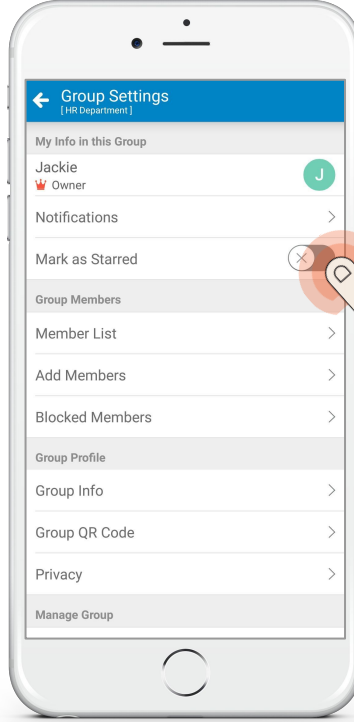 Group Settings
[ HR Department ]
My Info in this Group
Jackie
Owner
J
Notifications
Mark as Starred
Group Members
Member List
Add Members
Blocked Members
Group Profile
Group Info
Group QR Code
Privacy
Manage Group